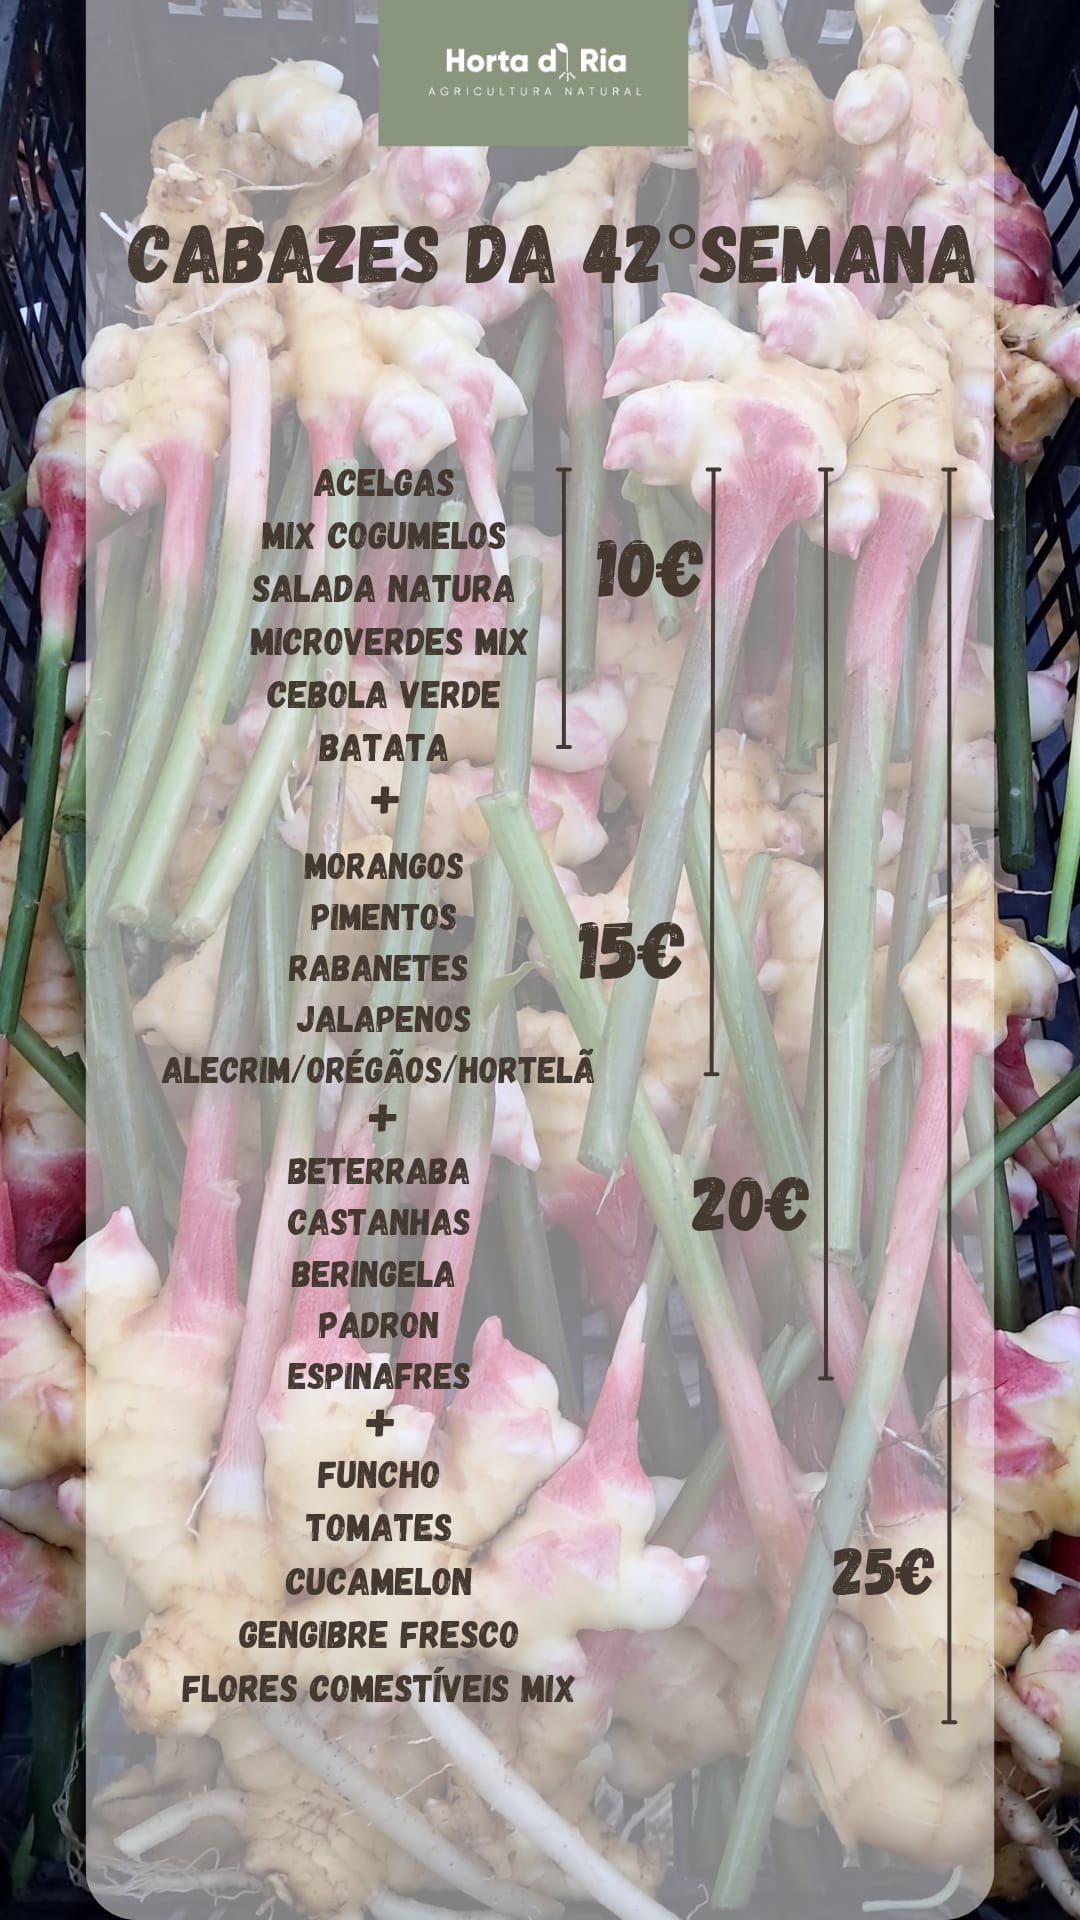 Horta d Ria
AGRICULTURA NATURAL
CABAZES DA 42ºSEMANA
ACELGAS
MIX COGUMELOS
10€
SALADA NATURA
MICROVERDES MIX
CEBOLA VERDE
BATATA
+
MORANGOS
PIMENTOS
15€
RABANETES
JALAPENOS
ALECRIM/ORÉGÃOS/HORTELÃ
+
BETERRABA
20€
CASTANHAS
BERINGELA
PADRON
ESPINAFRES
+
FUNCHO
TOMATES
25€
CUCAMELON
GENGIBRE FRESCO
FLORES COMESTÍVEIS MIX